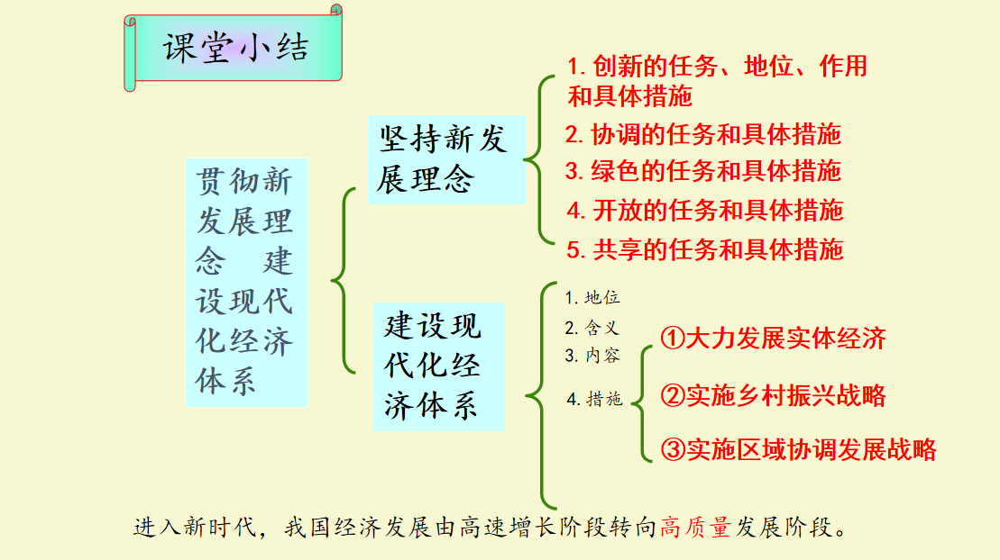 课堂小结
贯彻新
发展理
念 建
设现代
化经济
体系
坚持新发
展理念
1.创新的任务、地位、作用
和具体措施
2.协调的任务和具体措施
3.绿色的任务和具体措施
4.开放的任务和具体措施
5.共享的任务和具体措施
建设现
代化经
济体系
1.地位
2.含义
3.内容
4.措施
①大力发展实体经济
②实施乡村振兴战略
③实施区域协调发展战略
进入新时代，我国经济发展由高速增长阶段转向高质量发展阶段。